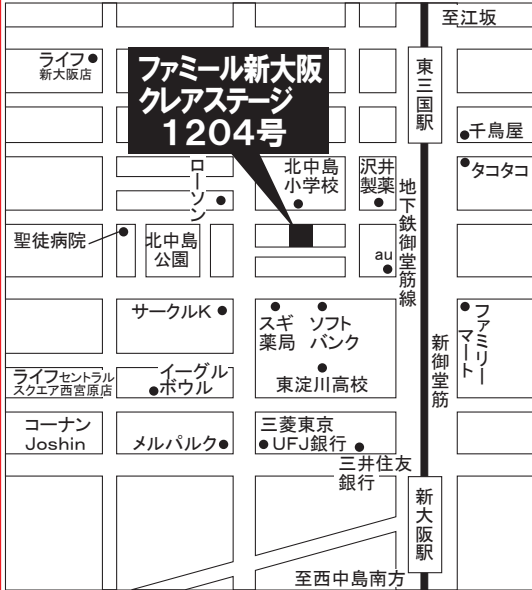 至江坂
ライフ
新大阪店
ファミール新大阪
クレアステージ
1204号
東三国駅
千鳥屋
タコタコ
ローソン
北中島
小学校
沢井
製薬
地下鉄御堂筋線
聖徒病院
北中島
公園
au
サークルK
スギ
薬局
ソフト
バンク
ファミリー
マート
新御堂筋
ライフセントラル
スクエア西宮原店
イーグル
ボウル
東淀川高校
コーナン
Joshin
メルパルク
三菱東京
UFJ銀行
三井住友
銀行
新大阪駅
至西中島南方